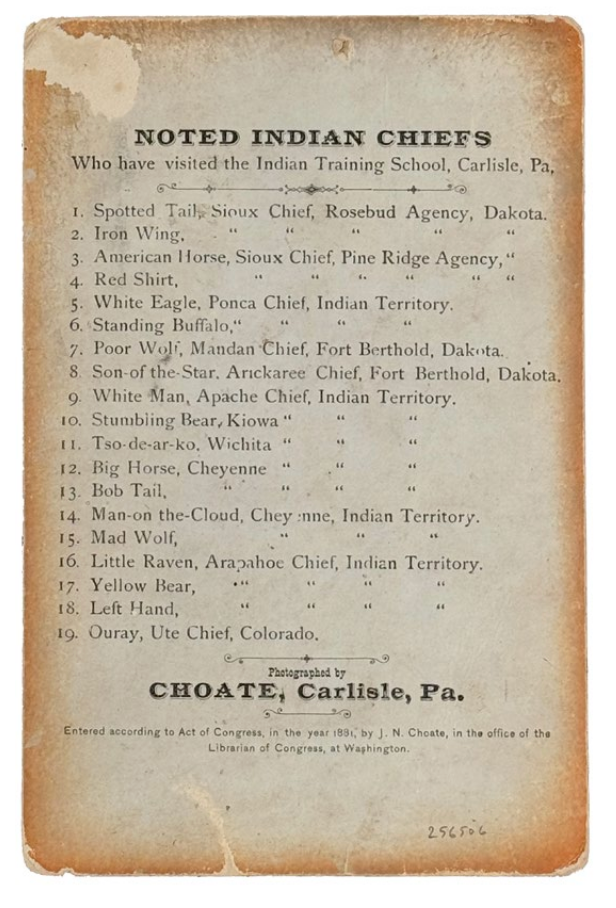 NOTED INDIAN CHIEFS
Who have visited the Indian Training School, Carlisle, Pa,
1. Spotted Tail, Sioux Chief, Rosebud Agency, Dakota.
2. Iron Wing, “ “ “ “ “
3. American Horse, Sioux Chief, Pine Ridge Agency, “
4. Red Shirt, “ “ “ “ “ “
5. White Eagle, Ponca Chief, Indian Territory.
6. Standing Buffalo, “ “ “ “
7. Poor Wolf, Mandan Chief, Fort Berthold, Dakota.
8. Son-of the-Star. Arickaree Chief, Fort Berthold, Dakota.
9. White Man, Apache Chief, Indian Territory.
10. Stumbling Bear, Kiowa “ “ “
11. Tso-de-ar-ko. Wichita “ “ “
12. Big Horse, Cheyenne “ “ “
13. Bob Tail, “ “ “ “
14. Man-on the-Cloud, Cheyenne, Indian Territory.
15. Mad Wolf, “ “ “
16. Little Raven, Arapahoe Chief, Indian Territory.
17. Yellow Bear, “ “ “ “
18. Left Hand, “ “ “ “
19. Ouray, Ute Chief, Colorado.
Photographed by
CHOATE, Carlisle, Pa.
Entered according to Act of Congress, in the year 1881, by J. N. Choate, in the office of the
Librarian of Congress, at Washington.
256506